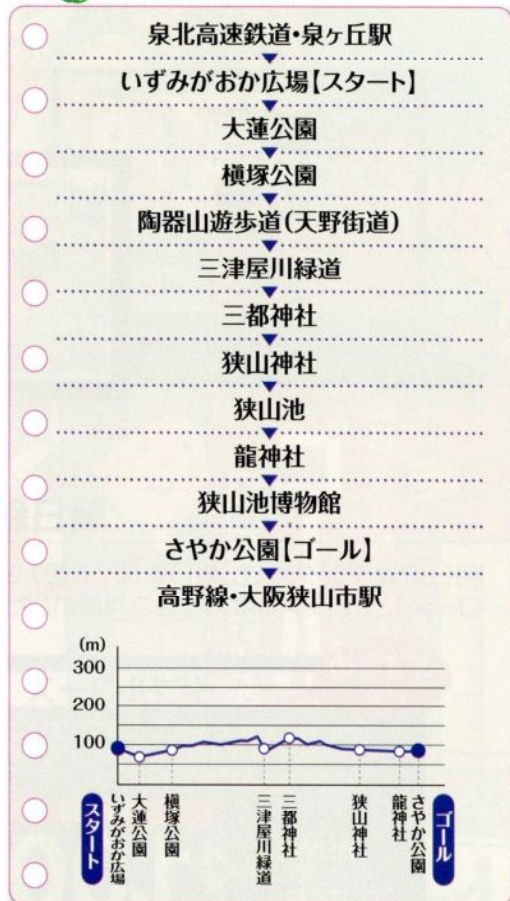 泉北高速鉄道・泉ヶ丘駅
いずみがおか広場【スタート】
大蓮公園
槇塚公園
陶器山遊歩道(天野街道)
三津屋川緑道
三都神社
狭山神社
狭山池
龍神社
狭山池博物館
さやか公園【ゴール】
高野線・大阪狭山市駅
(m)
300
200
100
スタート
いずみがおか広場
大蓮公園
槇塚公園
三津屋川緑道
三都神社
狭山神社
龍神社
さやか公園
ゴール